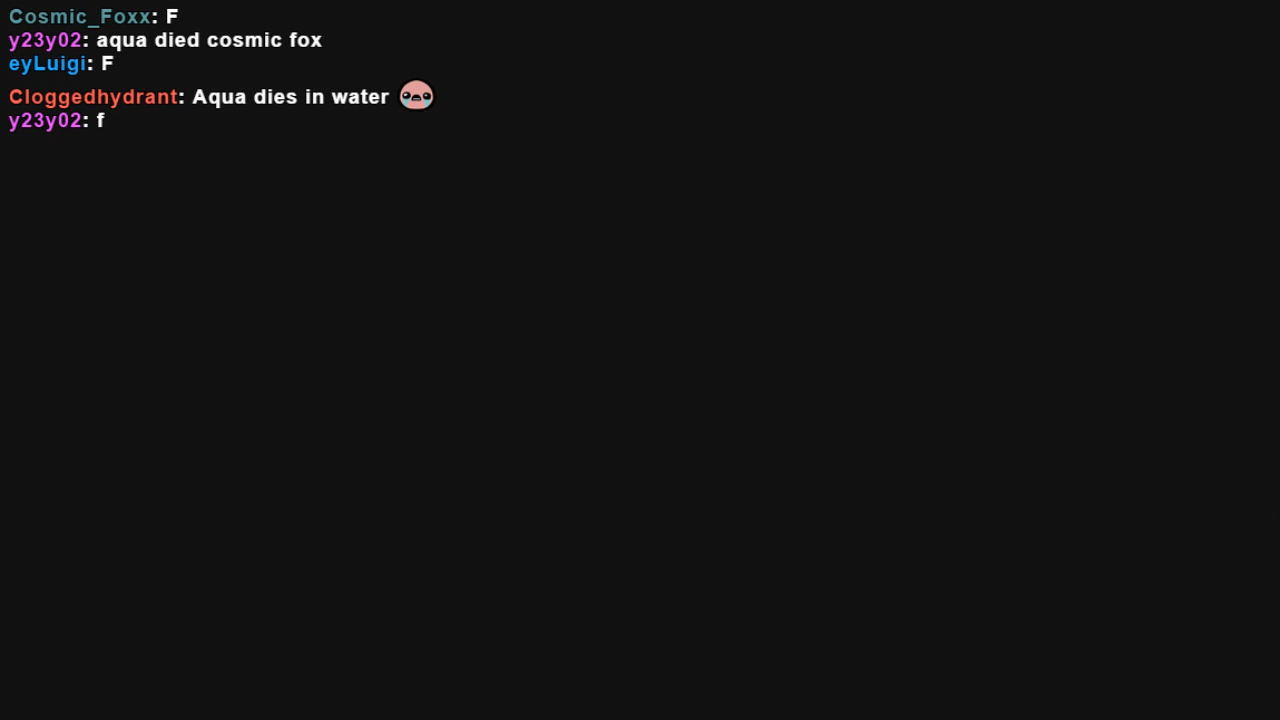 Cosmic_Foxx: F
y23y02: aqua died cosmic fox
eyLuigi: F
Cloggedhydrant: Aqua dies in water
y23y02: f